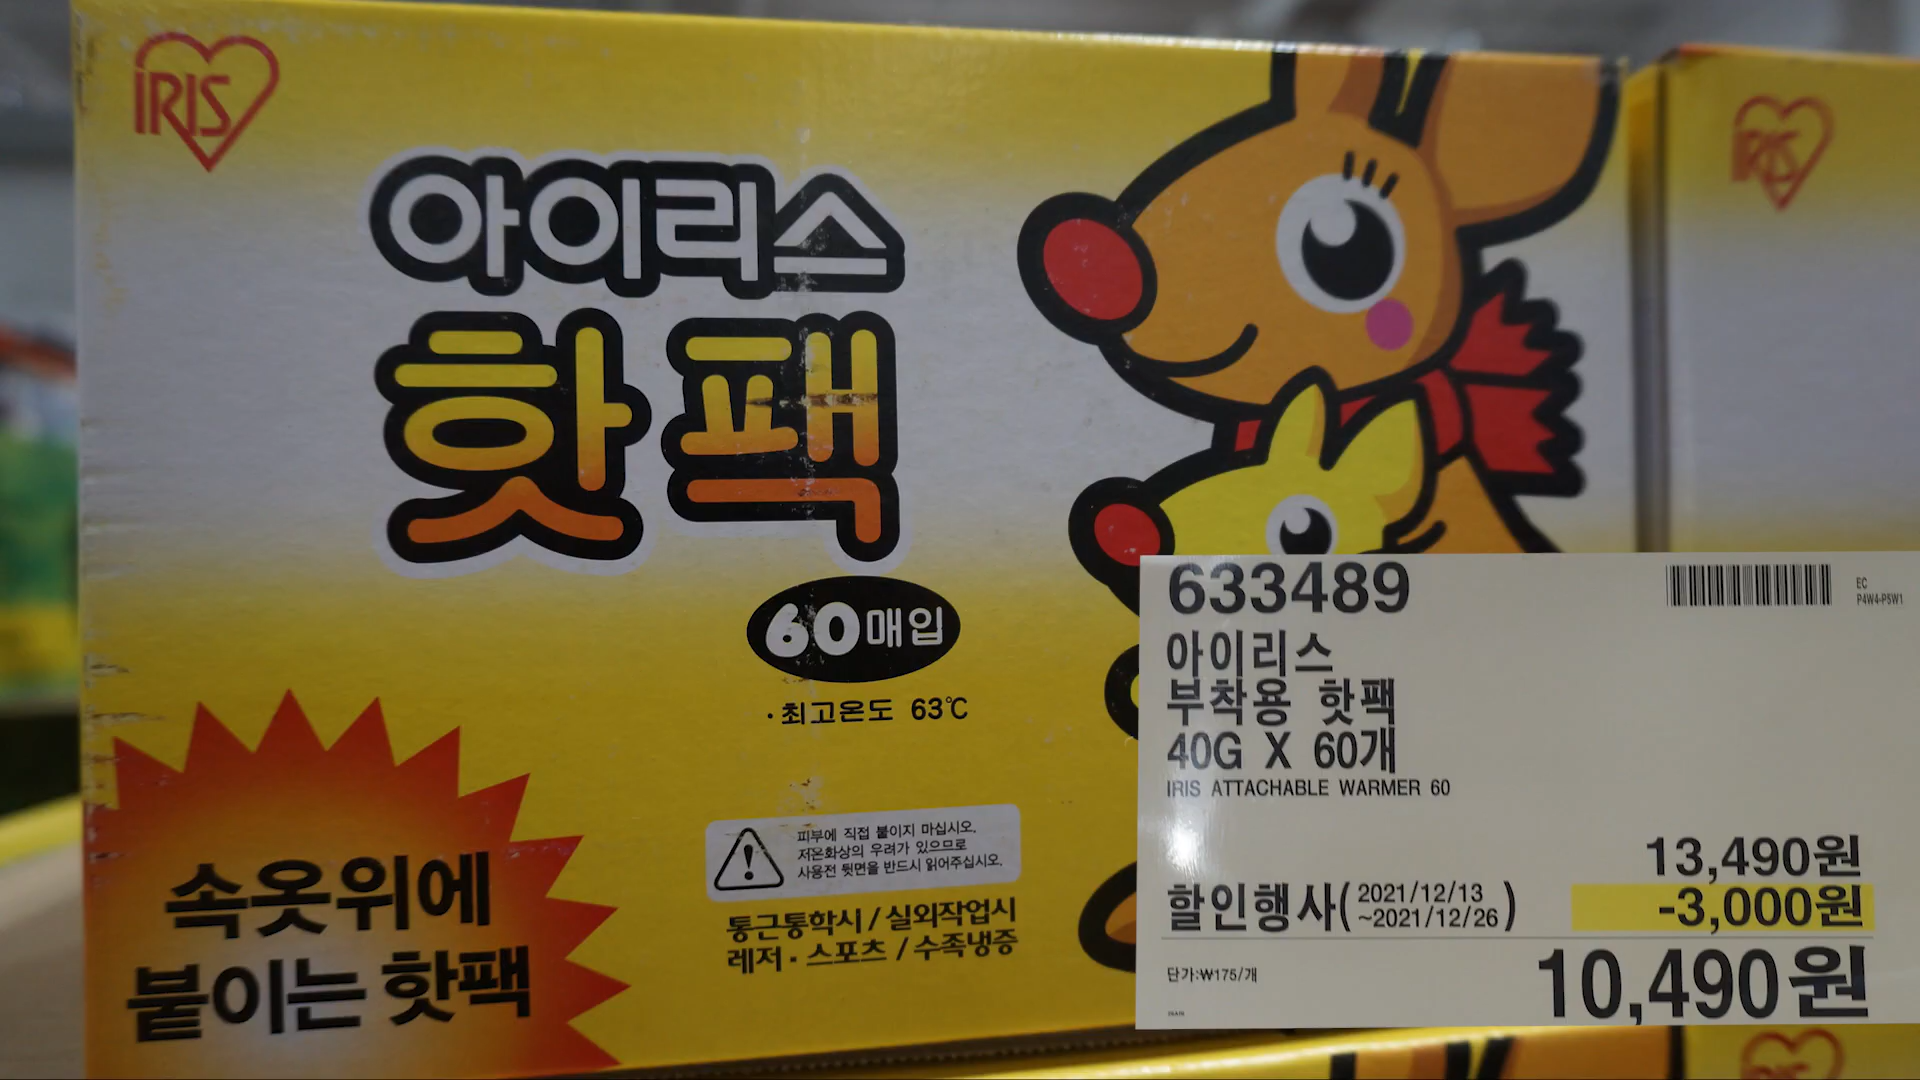 IRIS
아이리스
핫팩
60매입
·최고온도 63℃
피부에 직접 붙이지 마십시오.
저온화상의 우려가 있으므로
사용전 뒷면을 반드시 읽어주십시오.
통근통학시/실외작업시
레저·스포츠/수족냉증
속옷위에
붙이는 핫팩
IRIS
633489
EC
P4W4-P5W1
아이리스
부착용 핫팩
40G X 60개
IRIS ATTACHABLE WARMER 60
13,490원
할인행사(2021/12/13
~2021/12/26)
-3,000원
단가:₩175/개
10,490원
IRIS